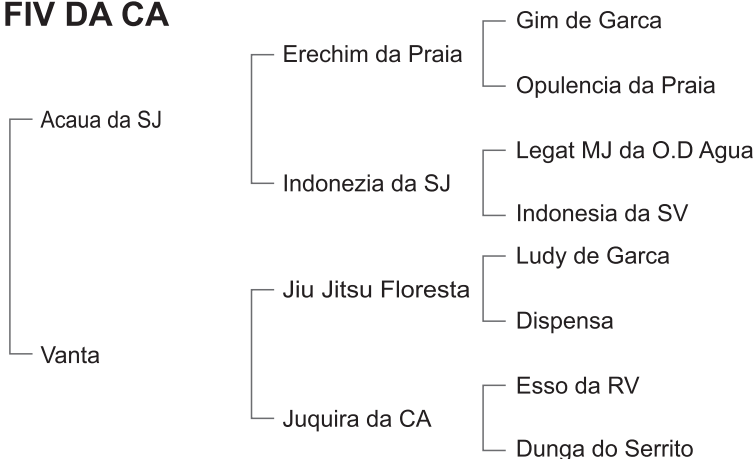 FIV DA CA
Gim de Garca
Erechim da Praia
Opulencia da Praia
Acaua da SJ
Legat MJ da O.D Agua
Indonezia da SJ
Indonesia da SV
Ludy de Garca
Jiu Jitsu Floresta
Dispensa
Vanta
Esso da RV
Juquira da CA
Dunga do Serrito